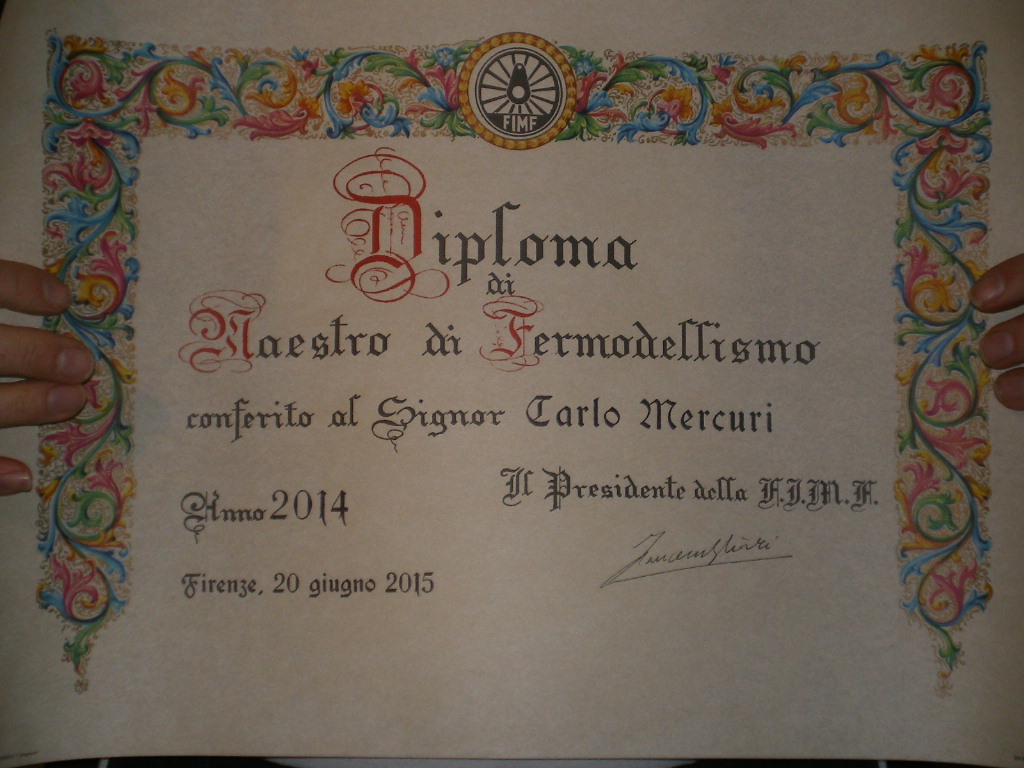 FIMF
Diploma
di
Maestro di Fermodellismo
conferito al Signor Carlo Mercuri
Anno 2014
Il Presidente della F.I.M.F.
Firenze, 20 giugno 2015